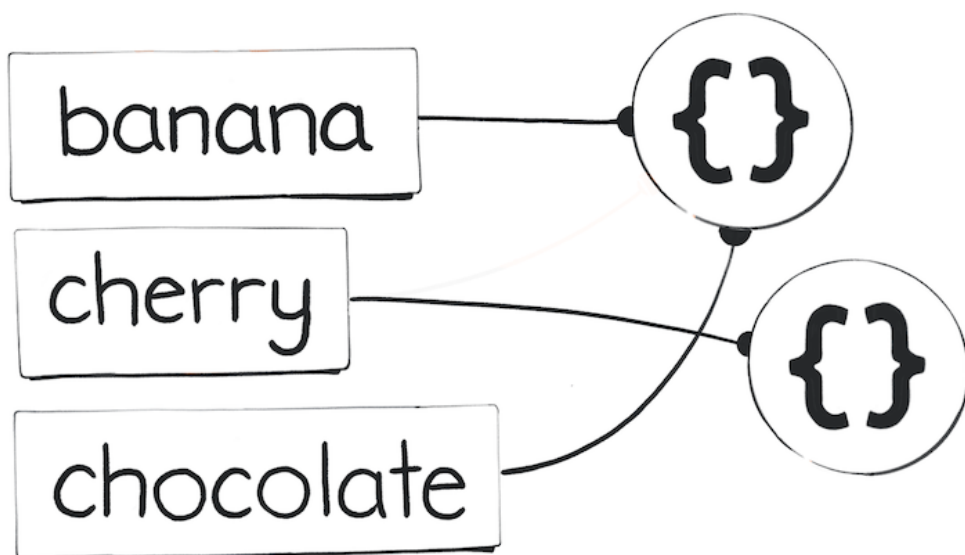 banana
{}
cherry
{}
chocolate